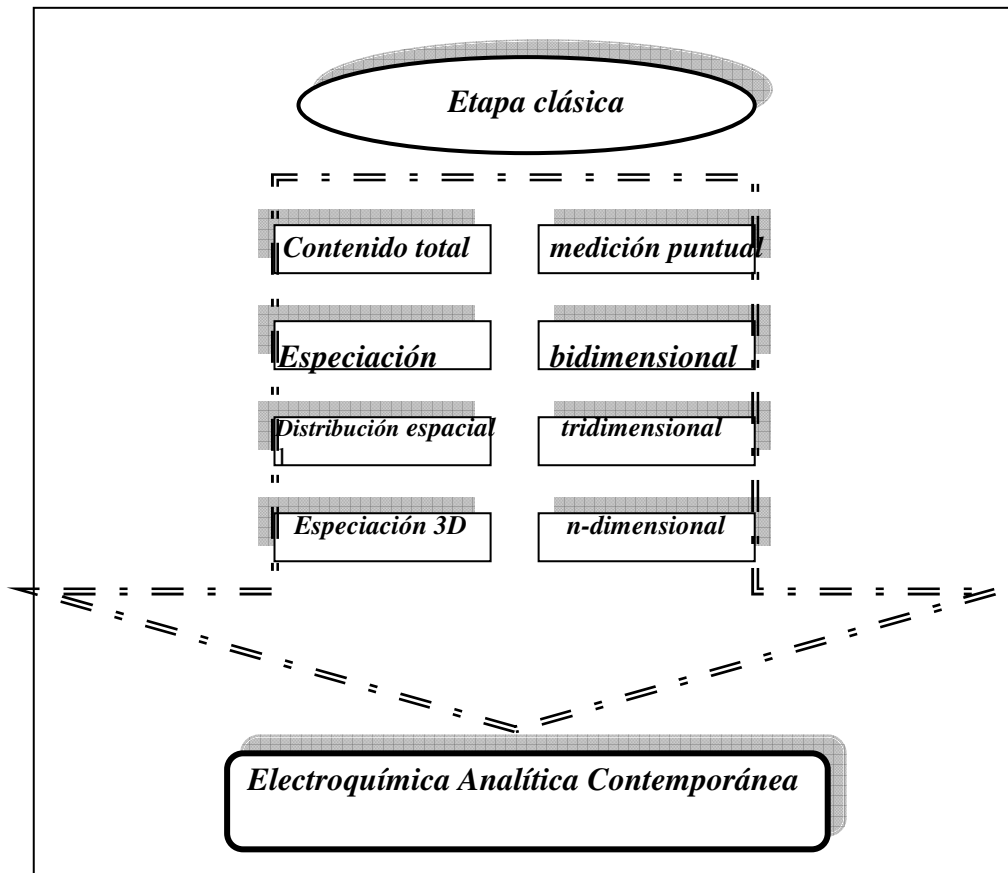 Etapa clásica
Contenido total
medición puntual
Especiación
bidimensional
Distribución espacial
l
tridimensional
Especiación 3D
n-dimensional
Electroquímica Analítica Contemporánea